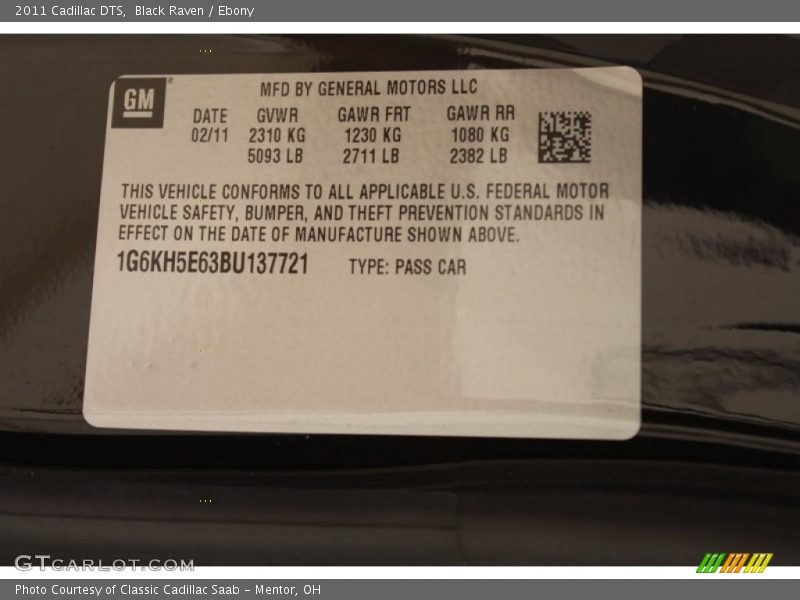 2011 Cadillac DTS, Black Raven / Ebony
GM
MFD BY GENERAL MOTORS LLC
DATE GVWR GAWR FRT GAWR RR
02/11 2310 KG 1230 KG 1080 KG
5093 LB 2711 LB 2382 LB
THIS VEHICLE CONFORMS TO ALL APPLICABLE U.S. FEDERAL MOTOR
VEHICLE SAFETY, BUMPER, AND THEFT PREVENTION STANDARDS IN
EFFECT ON THE DATE OF MANUFACTURE SHOWN ABOVE.
1G6KH5E63BU137721 TYPE: PASS CAR
GTCARLOT.COM
Photo Courtesy of Classic Cadillac Saab - Mentor, OH